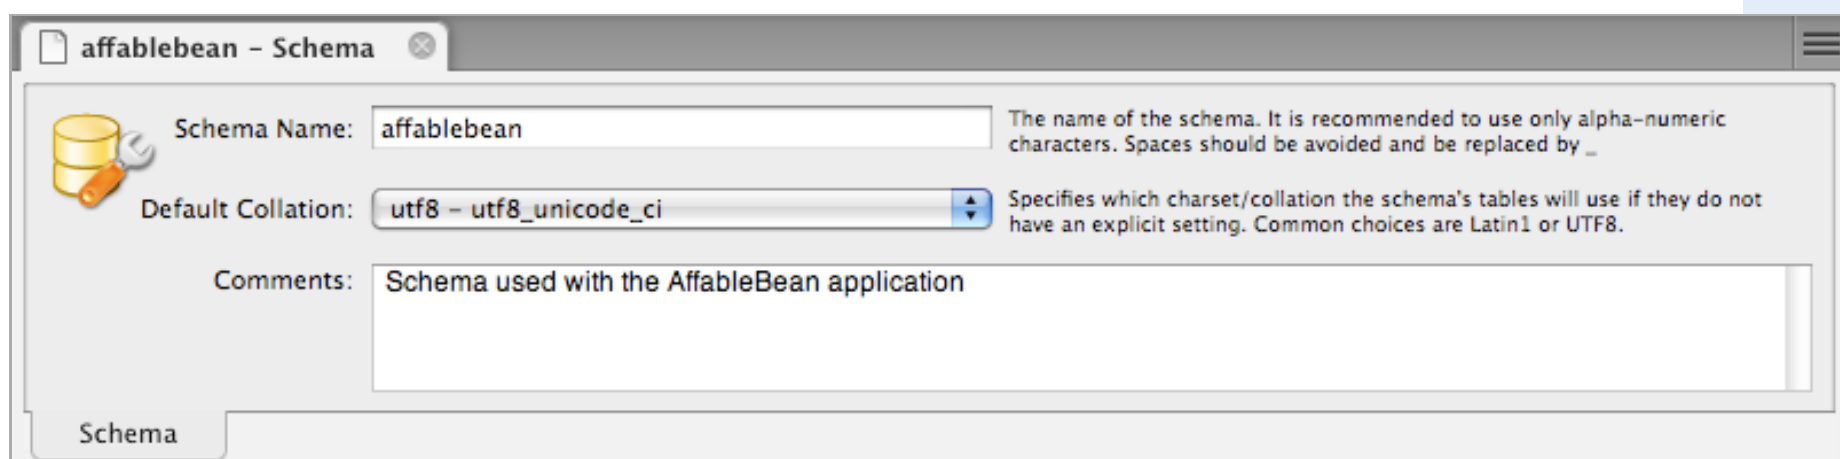 affablebean – Schema
Schema Name:
affablebean
The name of the schema. It is recommended to use only alpha-numeric
characters. Spaces should be avoided and be replaced by _
Default Collation:
utf8 – utf8_unicode_ci
Specifies which charset/collation the schema's tables will use if they do not
have an explicit setting. Common choices are Latin1 or UTF8.
Comments:
Schema used with the AffableBean application
Schema